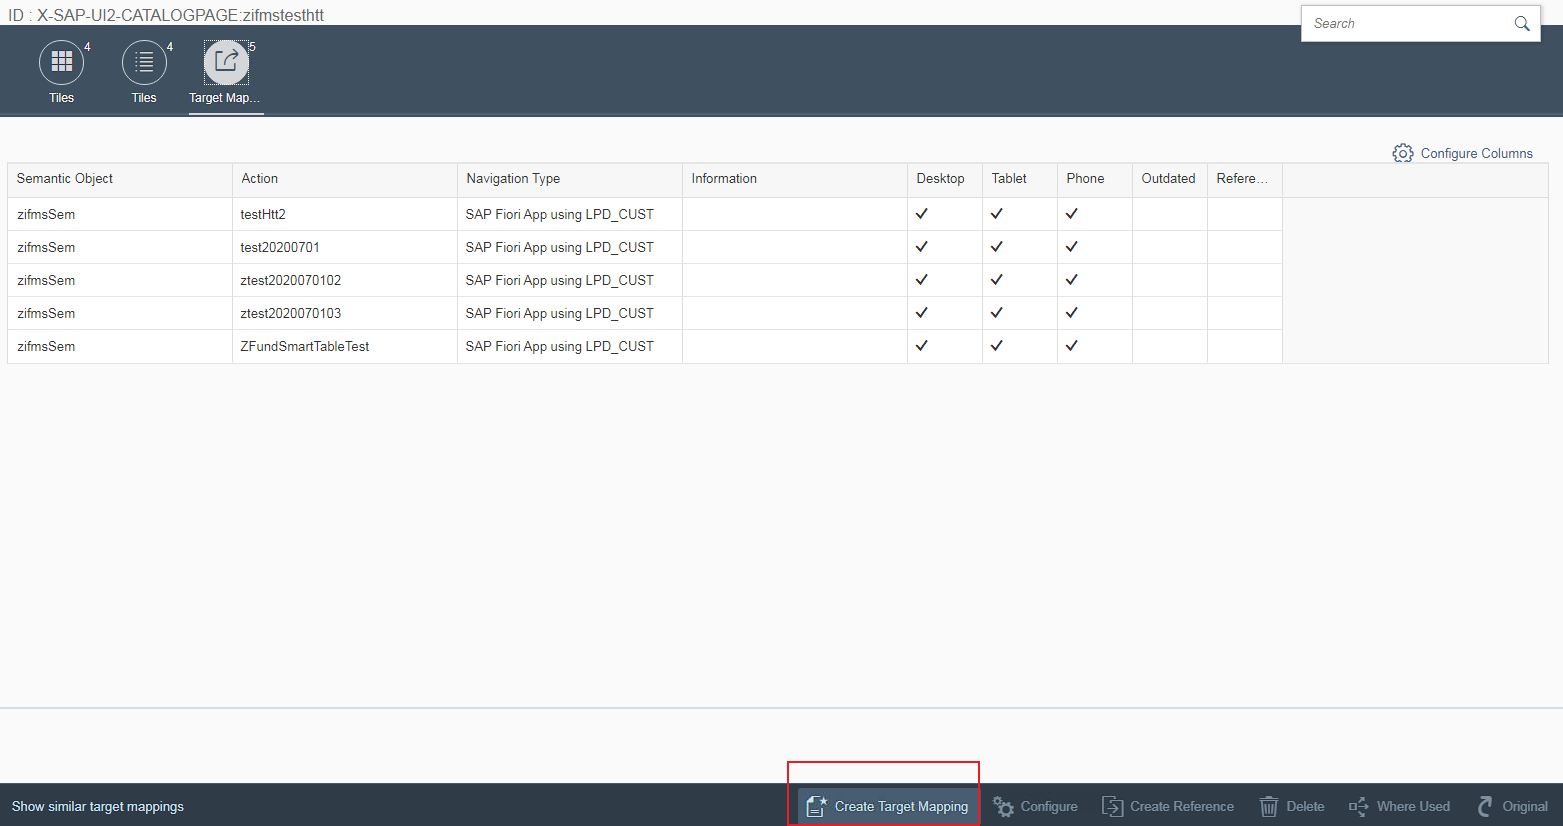 ID : X-SAP-UI2-CATALOGPAGE:zifmstesthtt
Search
4 4 5
Tiles Tiles Target Map...
Configure Columns
Semantic Object Action Navigation Type Information Desktop Tablet Phone Outdated Refere...
zifmsSem testHtt2 SAP Fiori App using LPD_CUST
zifmsSem test20200701 SAP Fiori App using LPD_CUST
zifmsSem ztest2020070102 SAP Fiori App using LPD_CUST
zifmsSem ztest2020070103 SAP Fiori App using LPD_CUST
zifmsSem ZFundSmartTableTest SAP Fiori App using LPD_CUST
Show similar target mappings Create Target Mapping Configure Create Reference Delete Where Used Original